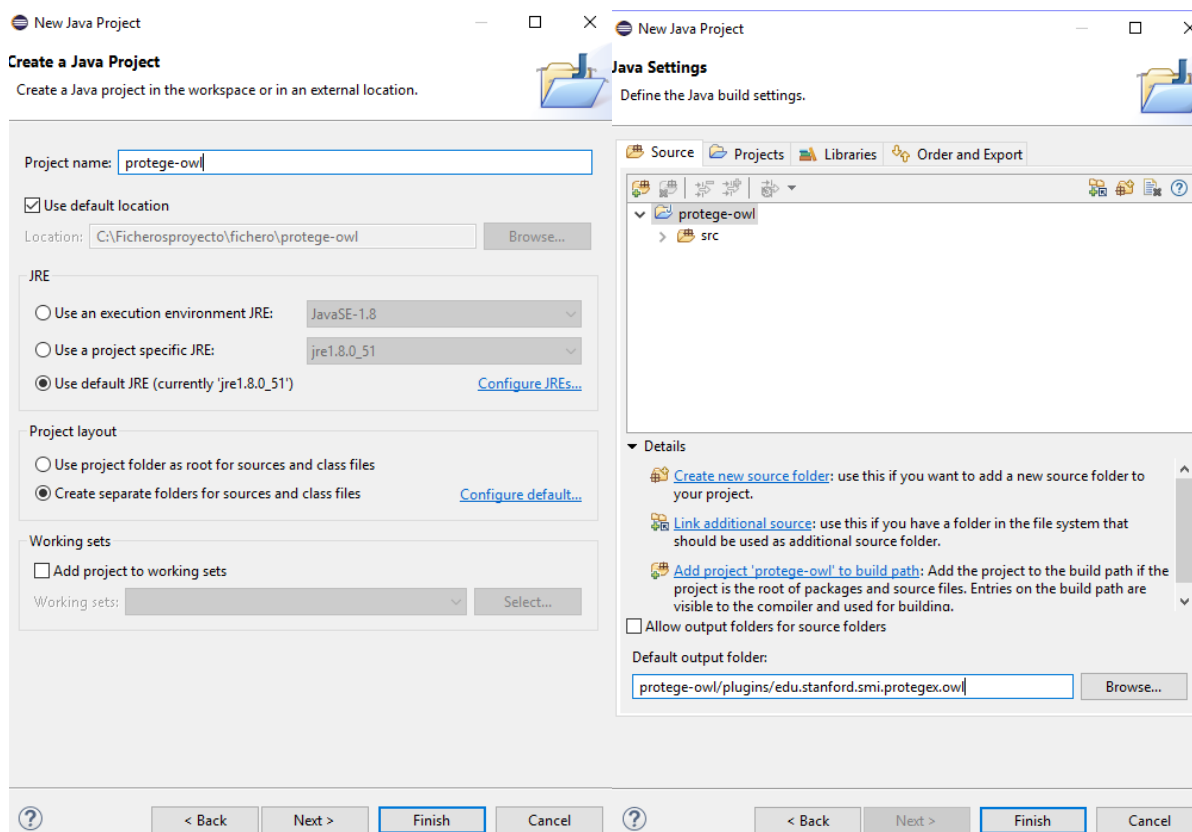 New Java Project
Create a Java Project
Create a Java project in the workspace or in an external location.
Project name: protege-owl
Use default location
Location: C:\Ficherosproyecto\fichero\protege-owl Browse...
JRE
Use an execution environment JRE: JavaSE-1.8
Use a project specific JRE: jre1.8.0_51
Use default JRE (currently 'jre1.8.0_51') Configure JREs...
Project layout
Use project folder as root for sources and class files
Create separate folders for sources and class files Configure default...
Working sets
Add project to working sets
Working sets: Select...
? < Back Next > Finish Cancel
New Java Project
Java Settings
Define the Java build settings.
Source Projects Libraries Order and Export
protege-owl
src
Details
Create new source folder: use this if you want to add a new source folder to
your project.
Link additional source: use this if you have a folder in the file system that
should be used as additional source folder.
Add project 'protege-owl' to build path: Add the project to the build path if the
project is the root of packages and source files. Entries on the build path are
visible to the compiler and used for building.
Allow output folders for source folders
Default output folder:
protege-owl/plugins/edu.stanford.smi.protegex.owl Browse...
? < Back Next > Finish Cancel